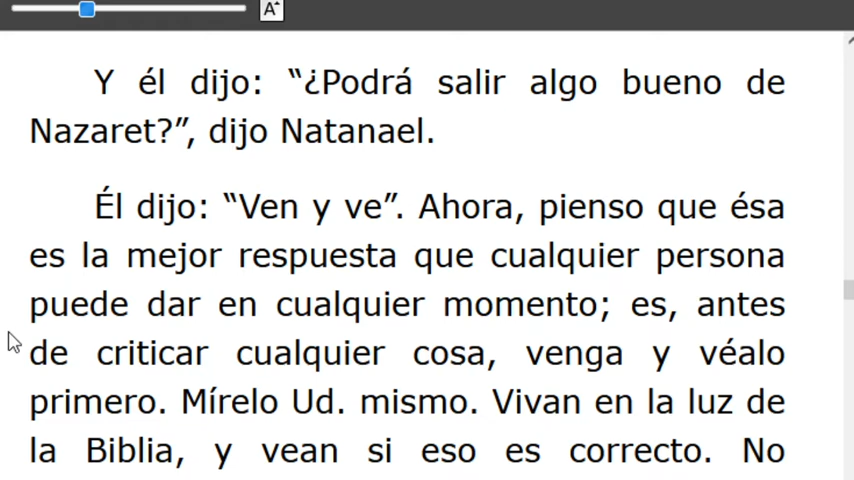 A
Y él dijo: “¿Podrá salir algo bueno de
Nazaret?”, dijo Natanael.
Él dijo: “Ven y ve”. Ahora, pienso que ésa
es la mejor respuesta que cualquier persona
puede dar en cualquier momento; es, antes
de criticar cualquier cosa, venga y véalo
primero. Mírelo Ud. mismo. Vivan en la luz de
la Biblia, y vean si eso es correcto. No